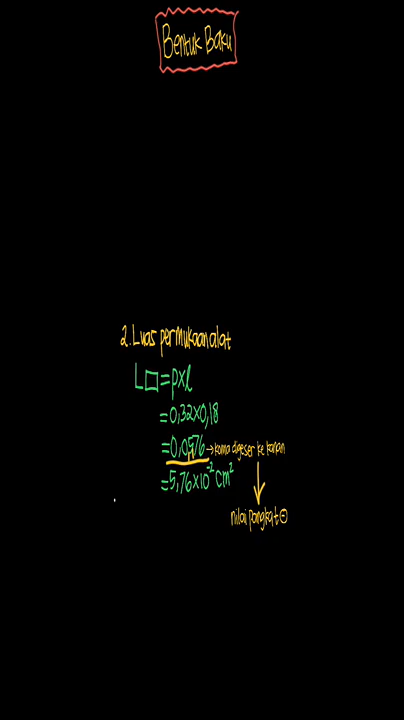 Bentuk Baku
2. Luas permukaan alat
L□ = p×l
= 0,32×0,18
= 0,0576 → koma digeser ke kanan
= 5,76×10⁻² cm²
nilai pangkat ⊖